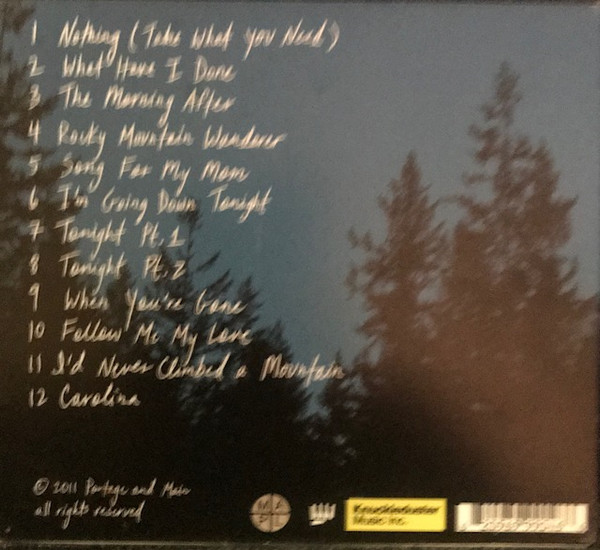 1 Nothing (Take What You Need)
2 What Have I Done
3 The Morning After
4 Rocky Mountain Wanderer
5 Song For My Mom
6 I'm Going Down Tonight
7 Tonight Pt. 1
8 Tonight Pt. 2
9 When You're Gone
10 Follow Me My Love
11 I'd Never Climbed a Mountain
12 Carolina
© 2011 Portage and Main
all rights reserved
Knuckleduster
Music Inc.